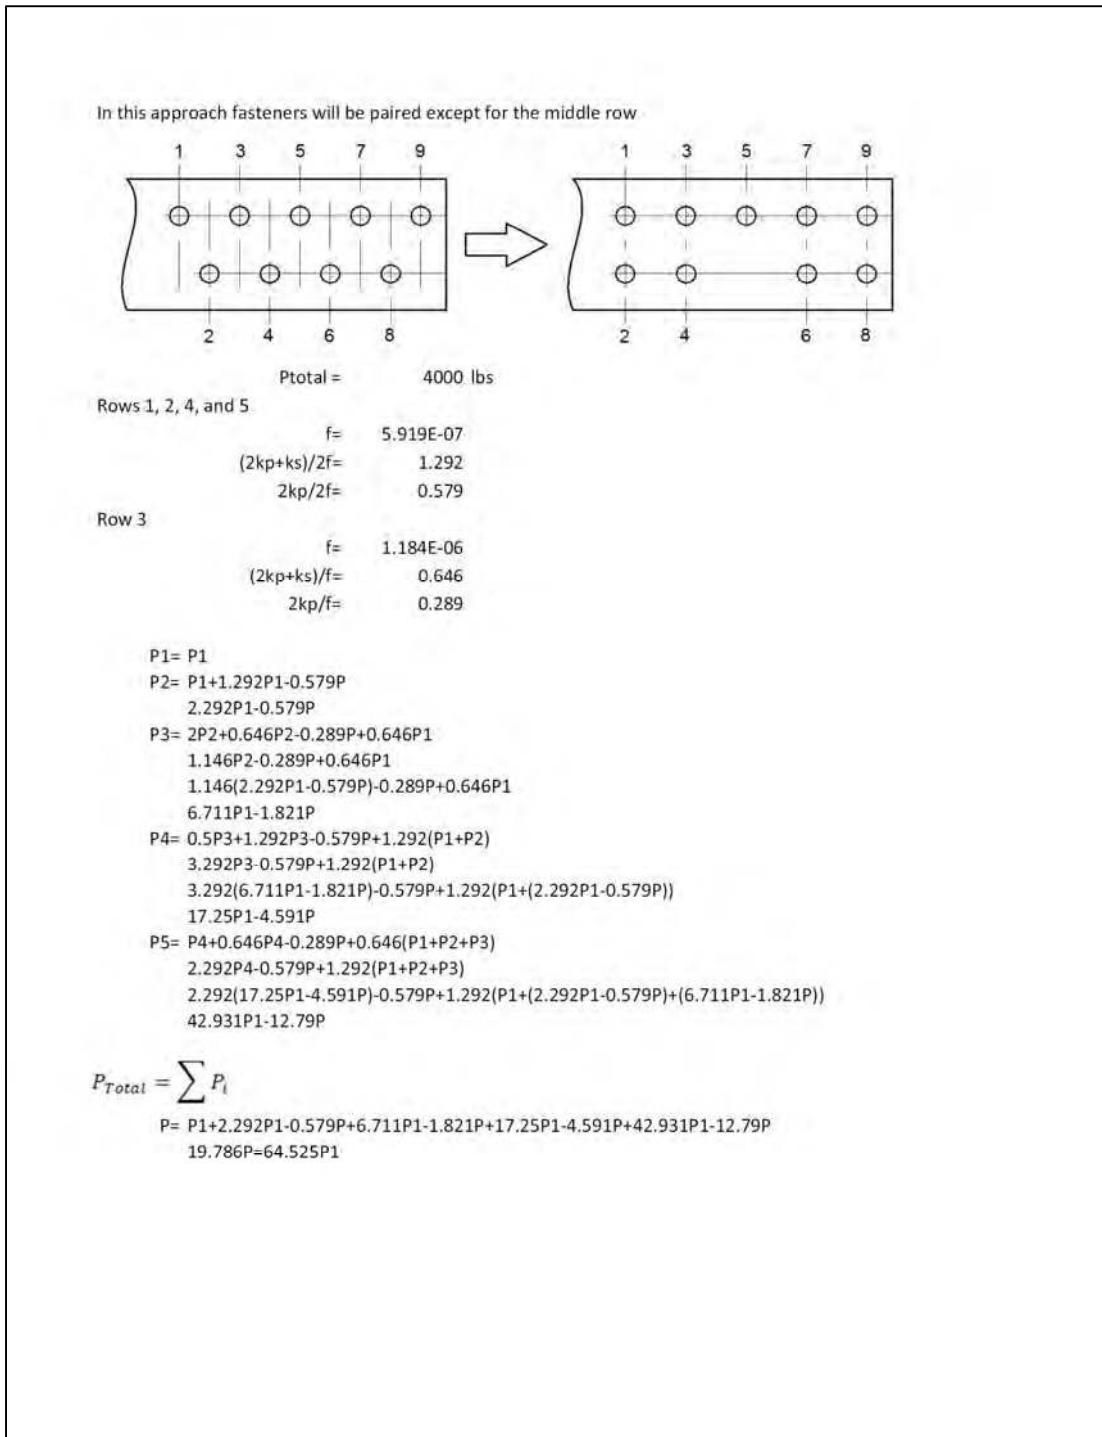 In this approach fasteners will be paired except for the middle row
1 3 5 7 9
2 4 6 8
1 3 5 7 9
2 4 6 8
Ptotal = 4000 lbs
Rows 1, 2, 4, and 5
f= 5.919E-07
(2kp+ks)/2f= 1.292
2kp/2f= 0.579
Row 3
f= 1.184E-06
(2kp+ks)/f= 0.646
2kp/f= 0.289
P1= P1
P2= P1+1.292P1-0.579P
2.292P1-0.579P
P3= 2P2+0.646P2-0.289P+0.646P1
1.146P2-0.289P+0.646P1
1.146(2.292P1-0.579P)-0.289P+0.646P1
6.711P1-1.821P
P4= 0.5P3+1.292P3-0.579P+1.292(P1+P2)
3.292P3-0.579P+1.292(P1+P2)
3.292(6.711P1-1.821P)-0.579P+1.292(P1+(2.292P1-0.579P))
17.25P1-4.591P
P5= P4+0.646P4-0.289P+0.646(P1+P2+P3)
2.292P4-0.579P+1.292(P1+P2+P3)
2.292(17.25P1-4.591P)-0.579P+1.292(P1+(2.292P1-0.579P)+(6.711P1-1.821P))
42.931P1-12.79P
P_Total = ∑ P_i
P= P1+2.292P1-0.579P+6.711P1-1.821P+17.25P1-4.591P+42.931P1-12.79P
19.786P=64.525P1